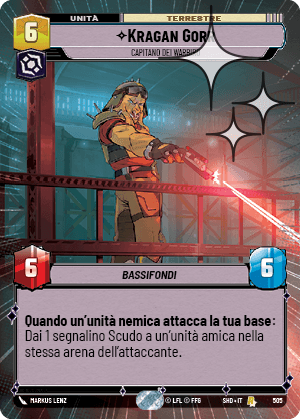 UNITÀ
TERRESTRE
6
KRAGAN GOR
CAPITANO DEI
6
BASSIFONDI
6
Quando un'unità nemica attacca la tua base:
Dai 1 segnalino Scudo a un'unità amica nella
stessa arena dell'attaccante.
MARKUS LENZ
© LFL © FFG
SHD • IT
505